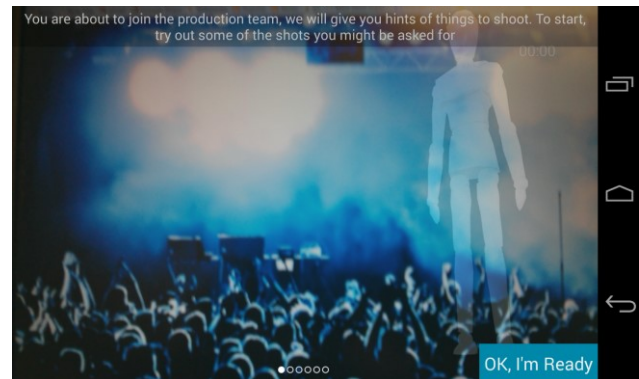 You are about to join the production team, we will give you hints of things to shoot. To start,
try out some of the shots you might be asked for
00:00
OK, I'm Ready